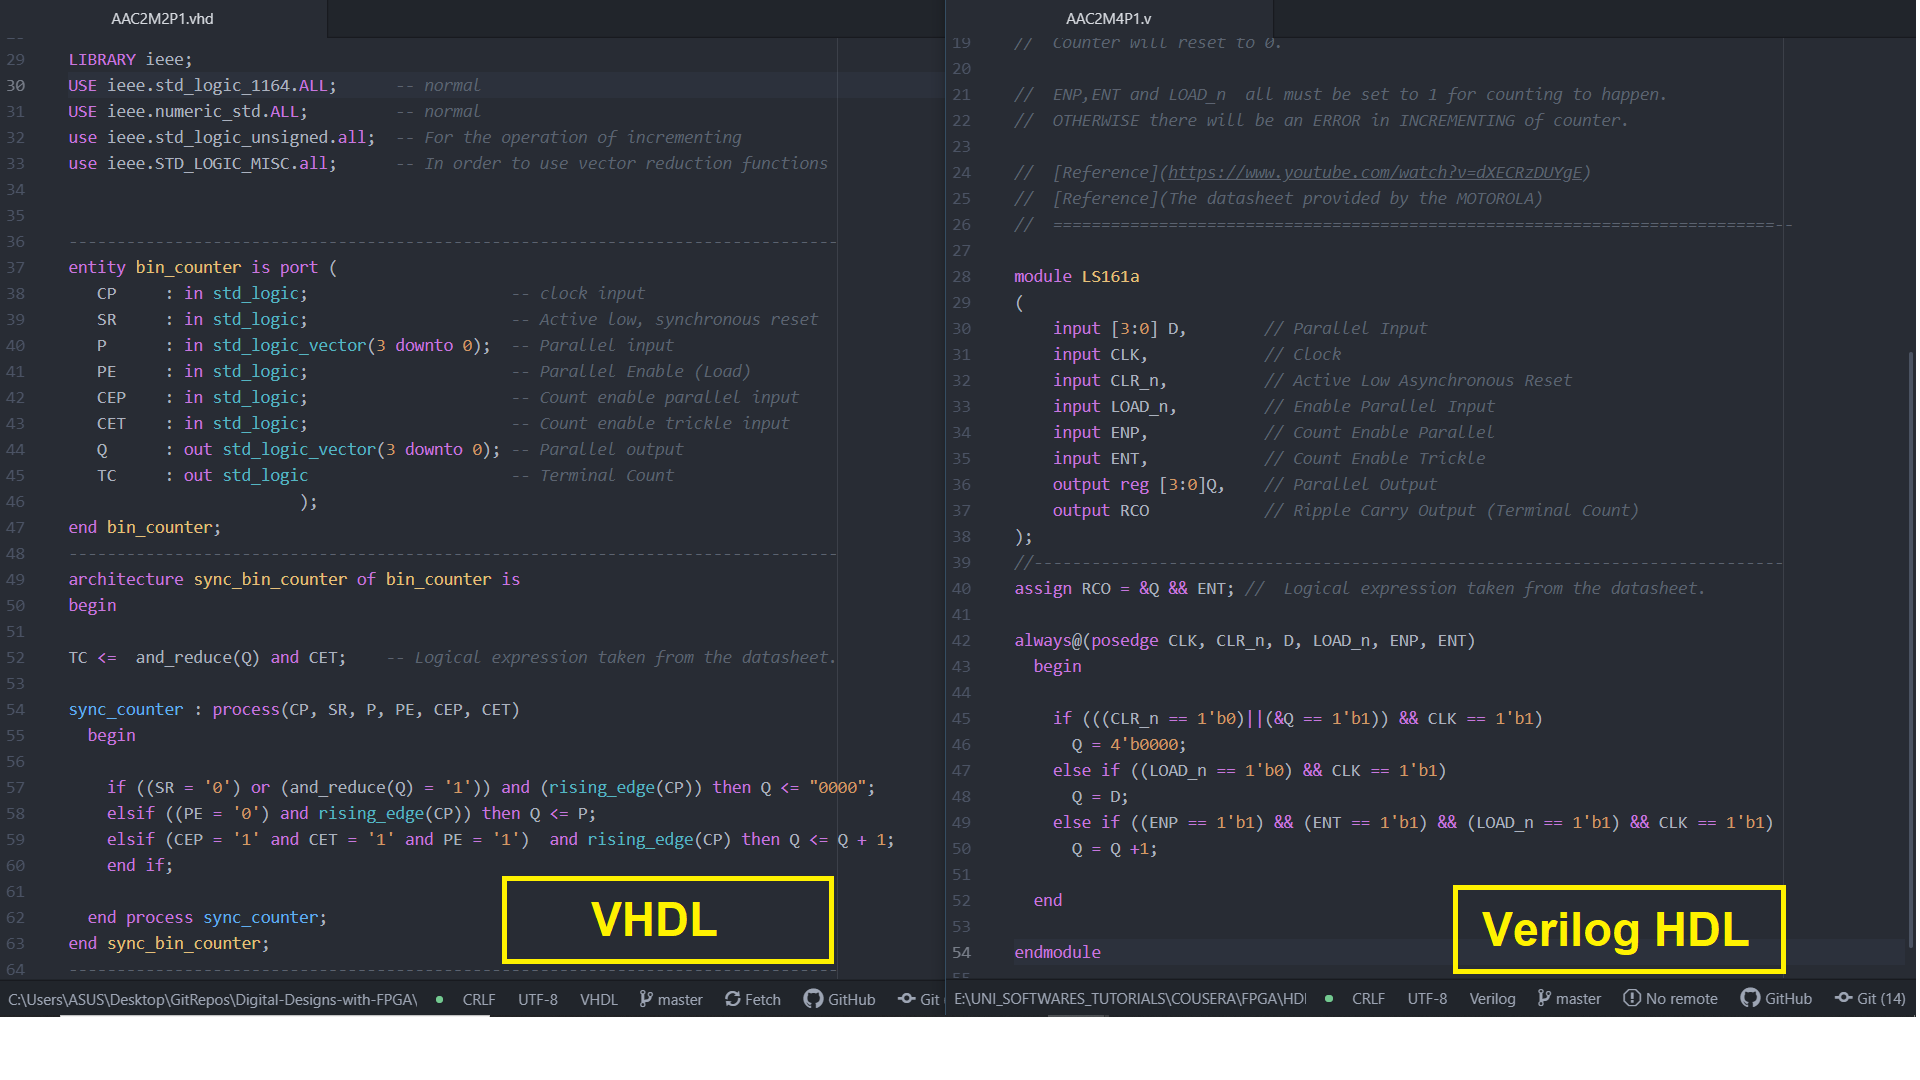 AAC2M2P1.vhd
29 LIBRARY ieee;
30 USE ieee.std_logic_1164.ALL; -- normal
31 USE ieee.numeric_std.ALL; -- normal
32 use ieee.std_logic_unsigned.all; -- For the operation of incrementing
33 use ieee.STD_LOGIC_MISC.all; -- In order to use vector reduction functions
34
35
36 --------------------------------------------------------------------------------
37 entity bin_counter is port (
38 CP : in std_logic; -- clock input
39 SR : in std_logic; -- Active low, synchronous reset
40 P : in std_logic_vector(3 downto 0); -- Parallel input
41 PE : in std_logic; -- Parallel Enable (Load)
42 CEP : in std_logic; -- Count enable parallel input
43 CET : in std_logic; -- Count enable trickle input
44 Q : out std_logic_vector(3 downto 0); -- Parallel output
45 TC : out std_logic -- Terminal Count
46 );
47 end bin_counter;
48 --------------------------------------------------------------------------------
49 architecture sync_bin_counter of bin_counter is
50 begin
51
52 TC <= and_reduce(Q) and CET; -- Logical expression taken from the datasheet.
53
54 sync_counter : process(CP, SR, P, PE, CEP, CET)
55 begin
56
57 if ((SR = '0') or (and_reduce(Q) = '1')) and (rising_edge(CP)) then Q <= "0000";
58 elsif ((PE = '0') and rising_edge(CP)) then Q <= P;
59 elsif (CEP = '1' and CET = '1' and PE = '1') and rising_edge(CP) then Q <= Q + 1;
60 end if;
61
62 end process sync_counter;
63 end sync_bin_counter;
64 --------------------------------------------------------------------------------
VHDL
C:\Users\ASUS\Desktop\GitRepos\Digital-Designs-with-FPGA\ CRLF UTF-8 VHDL master Fetch GitHub Git
AAC2M4P1.v
19 // Counter will reset to 0.
20
21 // ENP,ENT and LOAD_n all must be set to 1 for counting to happen.
22 // OTHERWISE there will be an ERROR in INCREMENTING of counter.
23
24 // [Reference](https://www.youtube.com/watch?v=dXECRzDUYgE)
25 // [Reference](The datasheet provided by the MOTOROLA)
26 // ===========================================================================--
27
28 module LS161a
29 (
30 input [3:0] D, // Parallel Input
31 input CLK, // Clock
32 input CLR_n, // Active Low Asynchronous Reset
33 input LOAD_n, // Enable Parallel Input
34 input ENP, // Count Enable Parallel
35 input ENT, // Count Enable Trickle
36 output reg [3:0]Q, // Parallel Output
37 output RCO // Ripple Carry Output (Terminal Count)
38 );
39 //------------------------------------------------------------------------------
40 assign RCO = &Q && ENT; // Logical expression taken from the datasheet.
41
42 always@(posedge CLK, CLR_n, D, LOAD_n, ENP, ENT)
43 begin
44
45 if (((CLR_n == 1'b0)||(&Q == 1'b1)) && CLK == 1'b1)
46 Q = 4'b0000;
47 else if ((LOAD_n == 1'b0) && CLK == 1'b1)
48 Q = D;
49 else if ((ENP == 1'b1) && (ENT == 1'b1) && (LOAD_n == 1'b1) && CLK == 1'b1)
50 Q = Q +1;
51
52 end
53
54 endmodule
55
Verilog HDL
E:\UNI_SOFTWARES_TUTORIALS\COUSERA\FPGA\HDL CRLF UTF-8 Verilog master No remote GitHub Git (14)